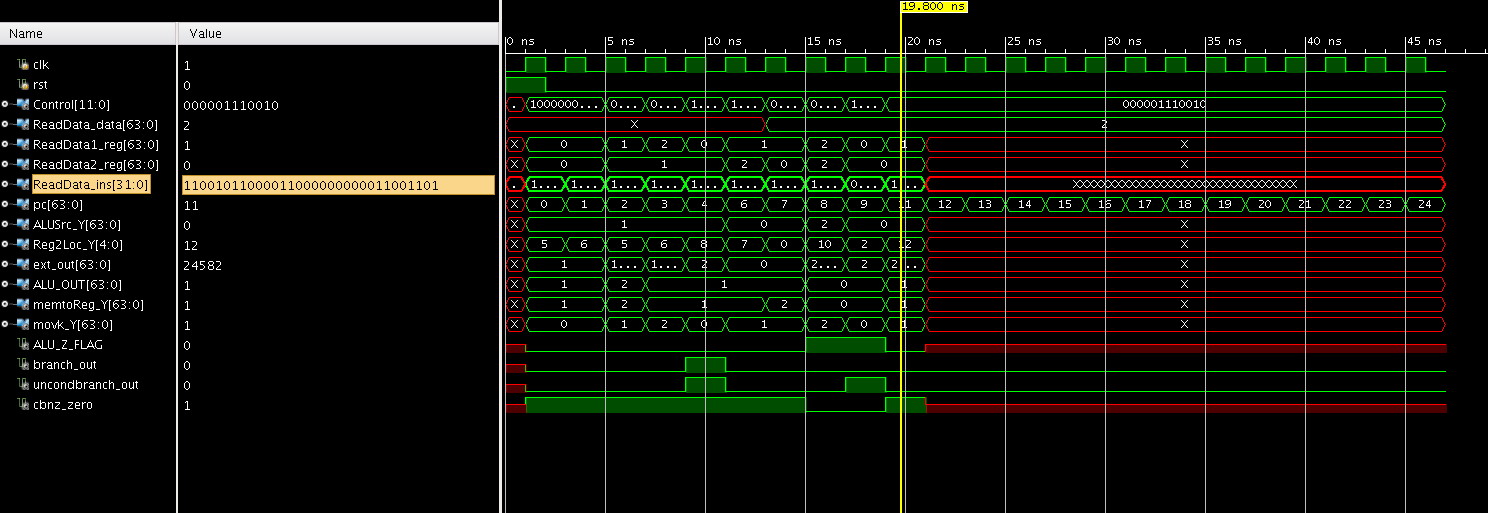 19.800 ns
Name Value
0 ns 5 ns 10 ns 15 ns 20 ns 25 ns 30 ns 35 ns 40 ns 45 ns
clk 1
rst 0
Control[11:0] 000001110010 . 1000000... 0... 0... 1... 1... 0... 0... 1... 000001110010
ReadData_data[63:0] 2 X 2
ReadData1_reg[63:0] 1 X 0 1 2 0 1 2 0 1 X
ReadData2_reg[63:0] 0 X 0 1 2 0 2 0 X
ReadData_ins[31:0] 11001011000011000000000011001101 . 1... 1... 1... 1... 1... 1... 1... 1... 0... 1... XXXXXXXXXXXXXXXXXXXXXXXXXXXXXXXX
pc[63:0] 11 X 0 1 2 3 4 6 7 8 9 11 12 13 14 15 16 17 18 19 20 21 22 23 24
ALUSrc_Y[63:0] 0 X 1 0 2 0 X
Reg2Loc_Y[4:0] 12 X 5 6 5 6 8 7 0 10 2 12 X
ext_out[63:0] 24582 X 1 1... 1... 2 0 2... 2 2... X
ALU_OUT[63:0] 1 X 1 2 1 0 1 X
memtoReg_Y[63:0] 1 X 1 2 1 2 0 1 X
movk_Y[63:0] 1 X 0 1 2 0 1 2 0 1 X
ALU_Z_FLAG 0
branch_out 0
uncondbranch_out 0
cbnz_zero 1